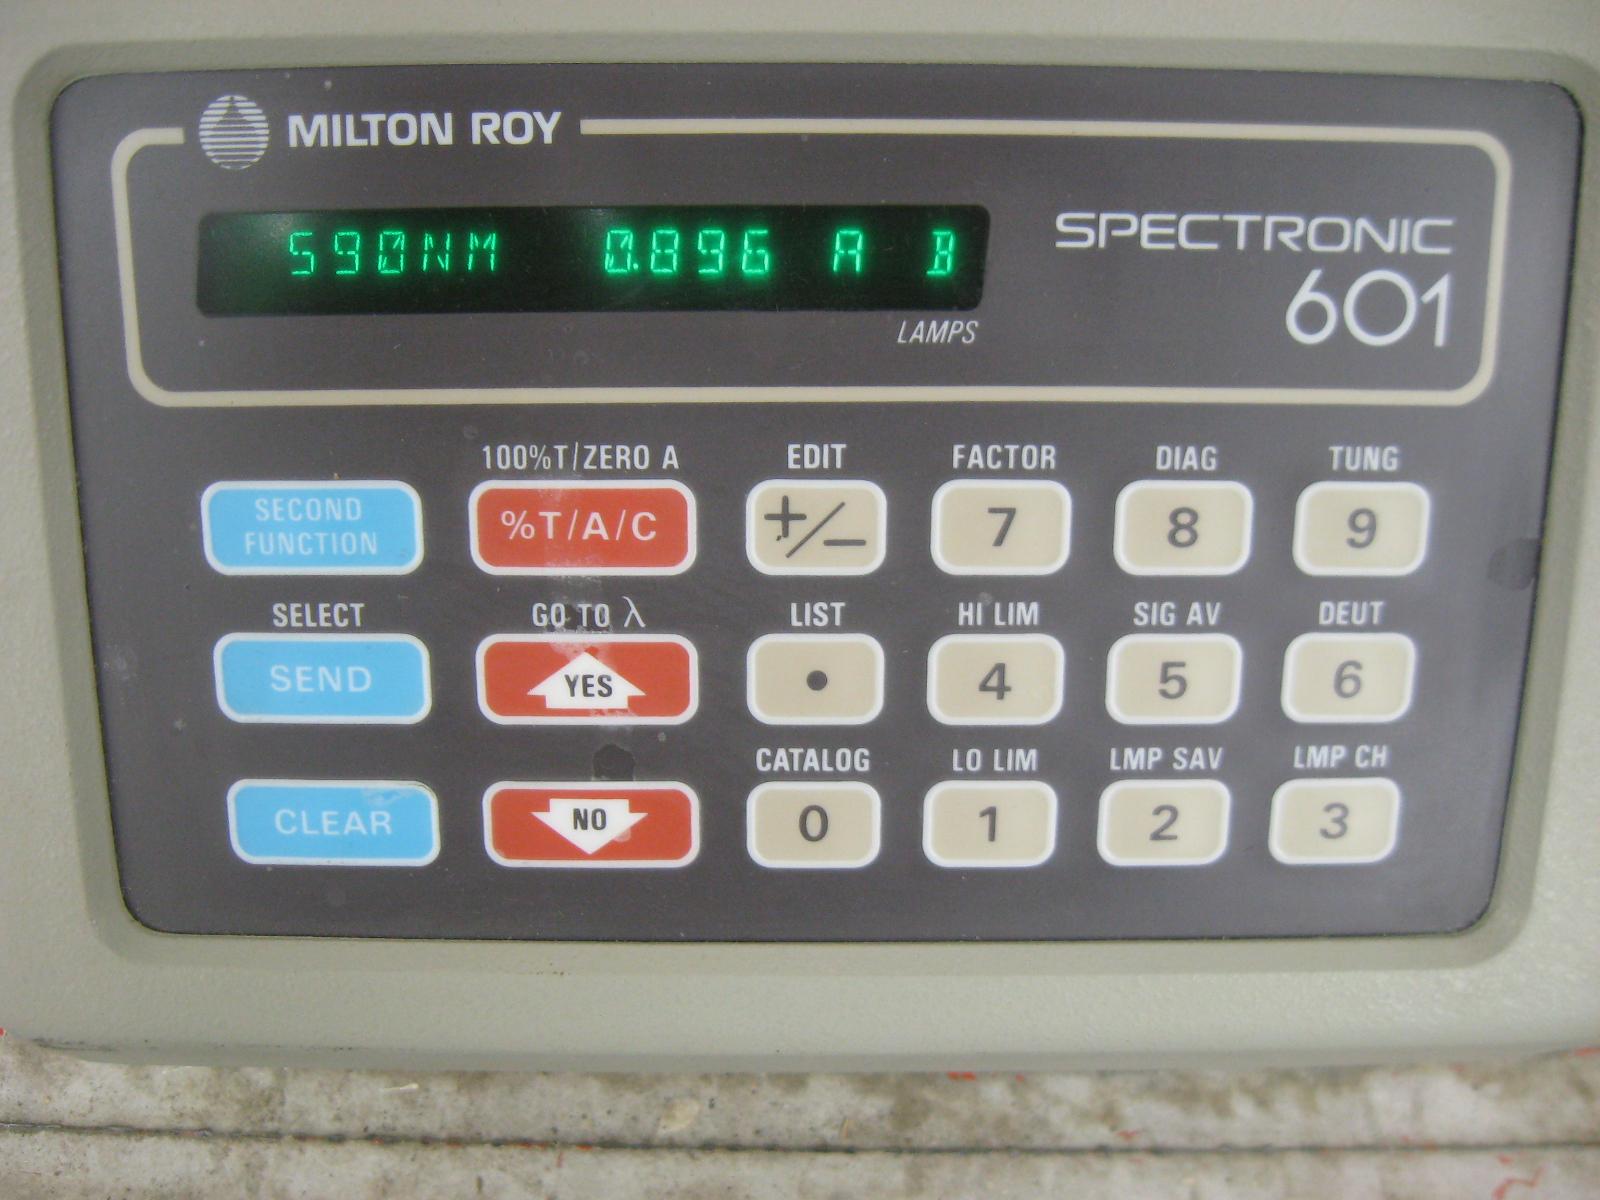 MILTON ROY
590NM 0.896 A B
LAMPS
SPECTRONIC
601
100%T/ZERO A EDIT FACTOR DIAG TUNG
SECOND FUNCTION %T/A/C +/− 7 8 9
SELECT GO TO λ LIST HI LIM SIG AV DEUT
SEND YES • 4 5 6
CATALOG LO LIM LMP SAV LMP CH
CLEAR NO 0 1 2 3